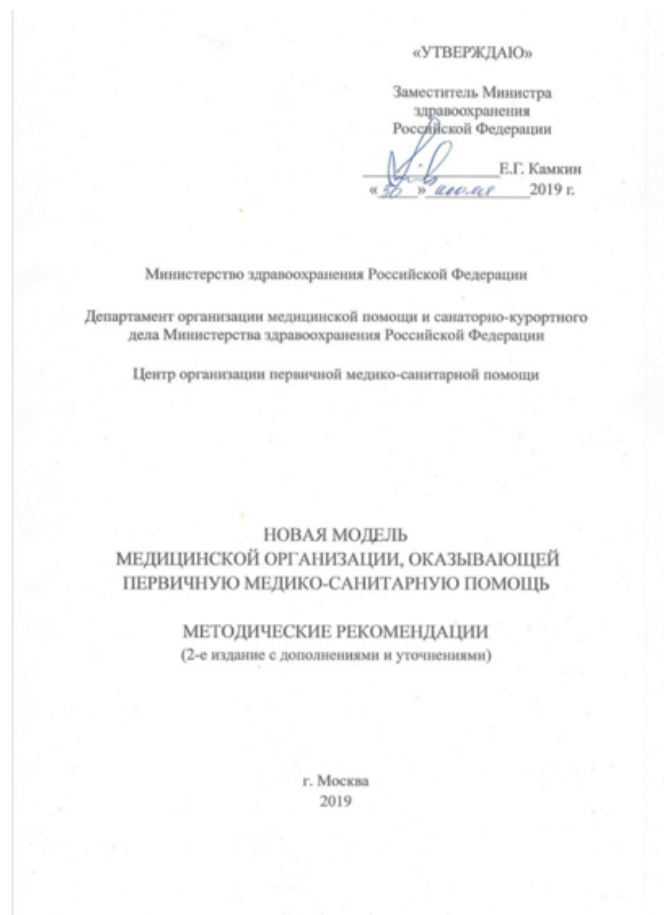 «УТВЕРЖДАЮ»
Заместитель Министра
здравоохранения
Российской Федерации
Е.Г. Камкин
«30» июля 2019 г.
Министерство здравоохранения Российской Федерации
Департамент организации медицинской помощи и санаторно-курортного
дела Министерства здравоохранения Российской Федерации
Центр организации первичной медико-санитарной помощи
НОВАЯ МОДЕЛЬ
МЕДИЦИНСКОЙ ОРГАНИЗАЦИИ, ОКАЗЫВАЮЩЕЙ
ПЕРВИЧНУЮ МЕДИКО-САНИТАРНУЮ ПОМОЩЬ
МЕТОДИЧЕСКИЕ РЕКОМЕНДАЦИИ
(2-е издание с дополнениями и уточнениями)
г. Москва
2019